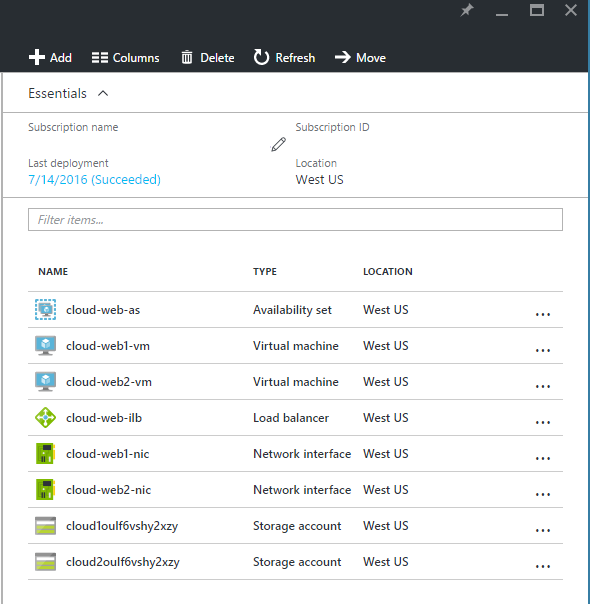 Add Columns Delete Refresh Move
Essentials
Subscription name Subscription ID
Last deployment Location
7/14/2016 (Succeeded) West US
Filter items...
NAME TYPE LOCATION
cloud-web-as Availability set West US ...
cloud-web1-vm Virtual machine West US ...
cloud-web2-vm Virtual machine West US ...
cloud-web-ilb Load balancer West US ...
cloud-web1-nic Network interface West US ...
cloud-web2-nic Network interface West US ...
cloud1oulf6vshy2xzy Storage account West US ...
cloud2oulf6vshy2xzy Storage account West US ...